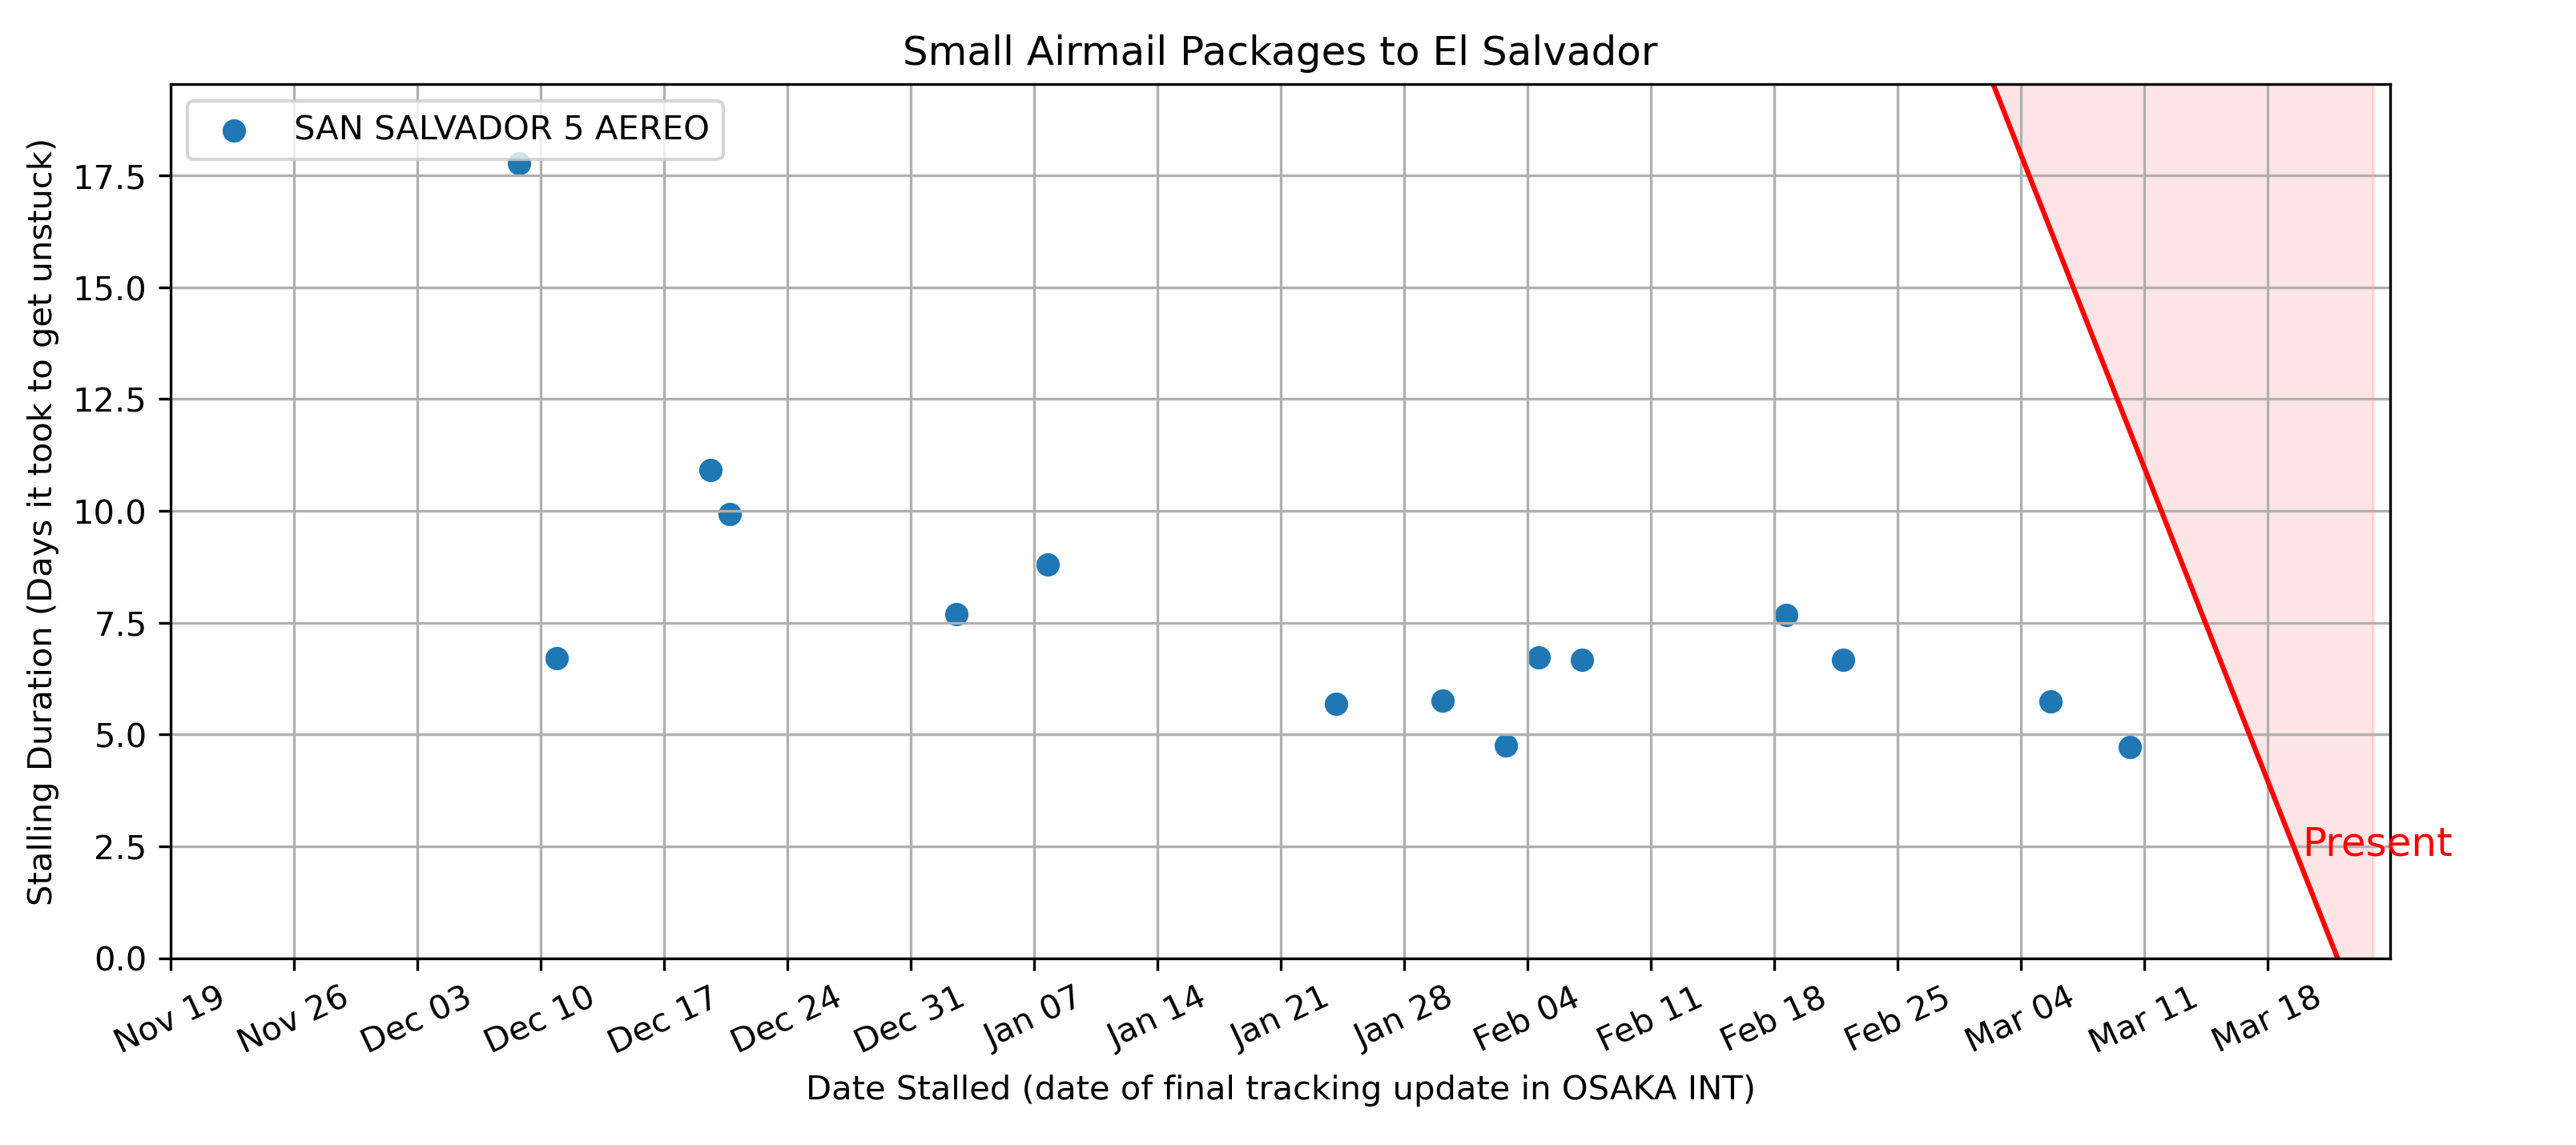 Small Airmail Packages to El Salvador
SAN SALVADOR 5 AEREO
Stalling Duration (Days it took to get unstuck)
17.5
15.0
12.5
10.0
7.5
5.0
2.5
0.0
Present
Nov 19 Nov 26 Dec 03 Dec 10 Dec 17 Dec 24 Dec 31 Jan 07 Jan 14 Jan 21 Jan 28 Feb 04 Feb 11 Feb 18 Feb 25 Mar 04 Mar 11 Mar 18
Date Stalled (date of final tracking update in OSAKA INT)